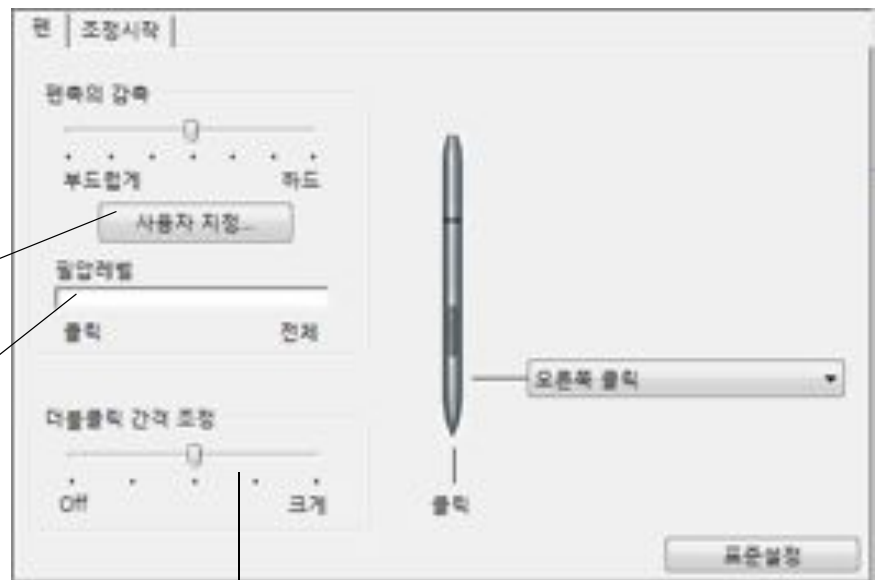 펜 조정시작
펜촉의 감촉
부드럽게 하드
사용자 지정...
필압레벨
클릭 전체
오른쪽 클릭
더블클릭 간격 조정
Off 크게
클릭
표준설정